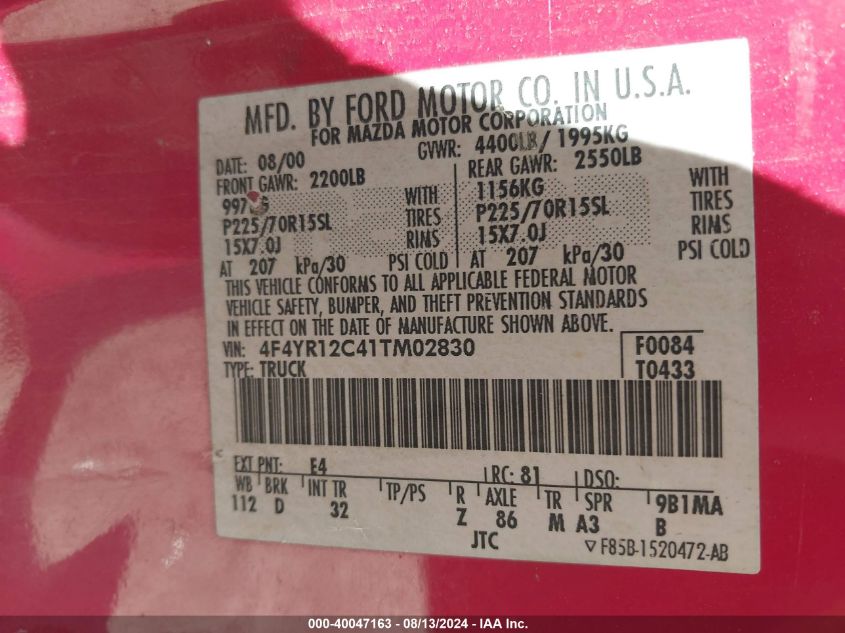 MFD. BY FORD MOTOR CO. IN U.S.A.
FOR MAZDA MOTOR CORPORATION
DATE: 08/00 GVWR: 4400LB/ 1995KG
FRONT GAWR: 2200LB REAR GAWR: 2550LB
WITH 1156KG WITH
P225/70R15SL TIRES P225/70R15SL TIRES
15X7.0J RIMS 15X7.0J RIMS
AT 207 kPa/30 PSI COLD AT 207 kPa/30 PSI COLD
THIS VEHICLE CONFORMS TO ALL APPLICABLE FEDERAL MOTOR
VEHICLE SAFETY, BUMPER, AND THEFT PREVENTION STANDARDS
IN EFFECT ON THE DATE OF MANUFACTURE SHOWN ABOVE.
VIN: 4F4YR12C41TM02830 F0084
TYPE: TRUCK T0433
EXT PNT: E4 RC: 81 DSO:
WB BRK INT TR TP/PS R AXLE TR SPR 9B1MA
112 D 32 Z 86 M A3 B
JTC ▽ F85B-1520472-AB
000-40047163 - 08/13/2024 - IAA Inc.